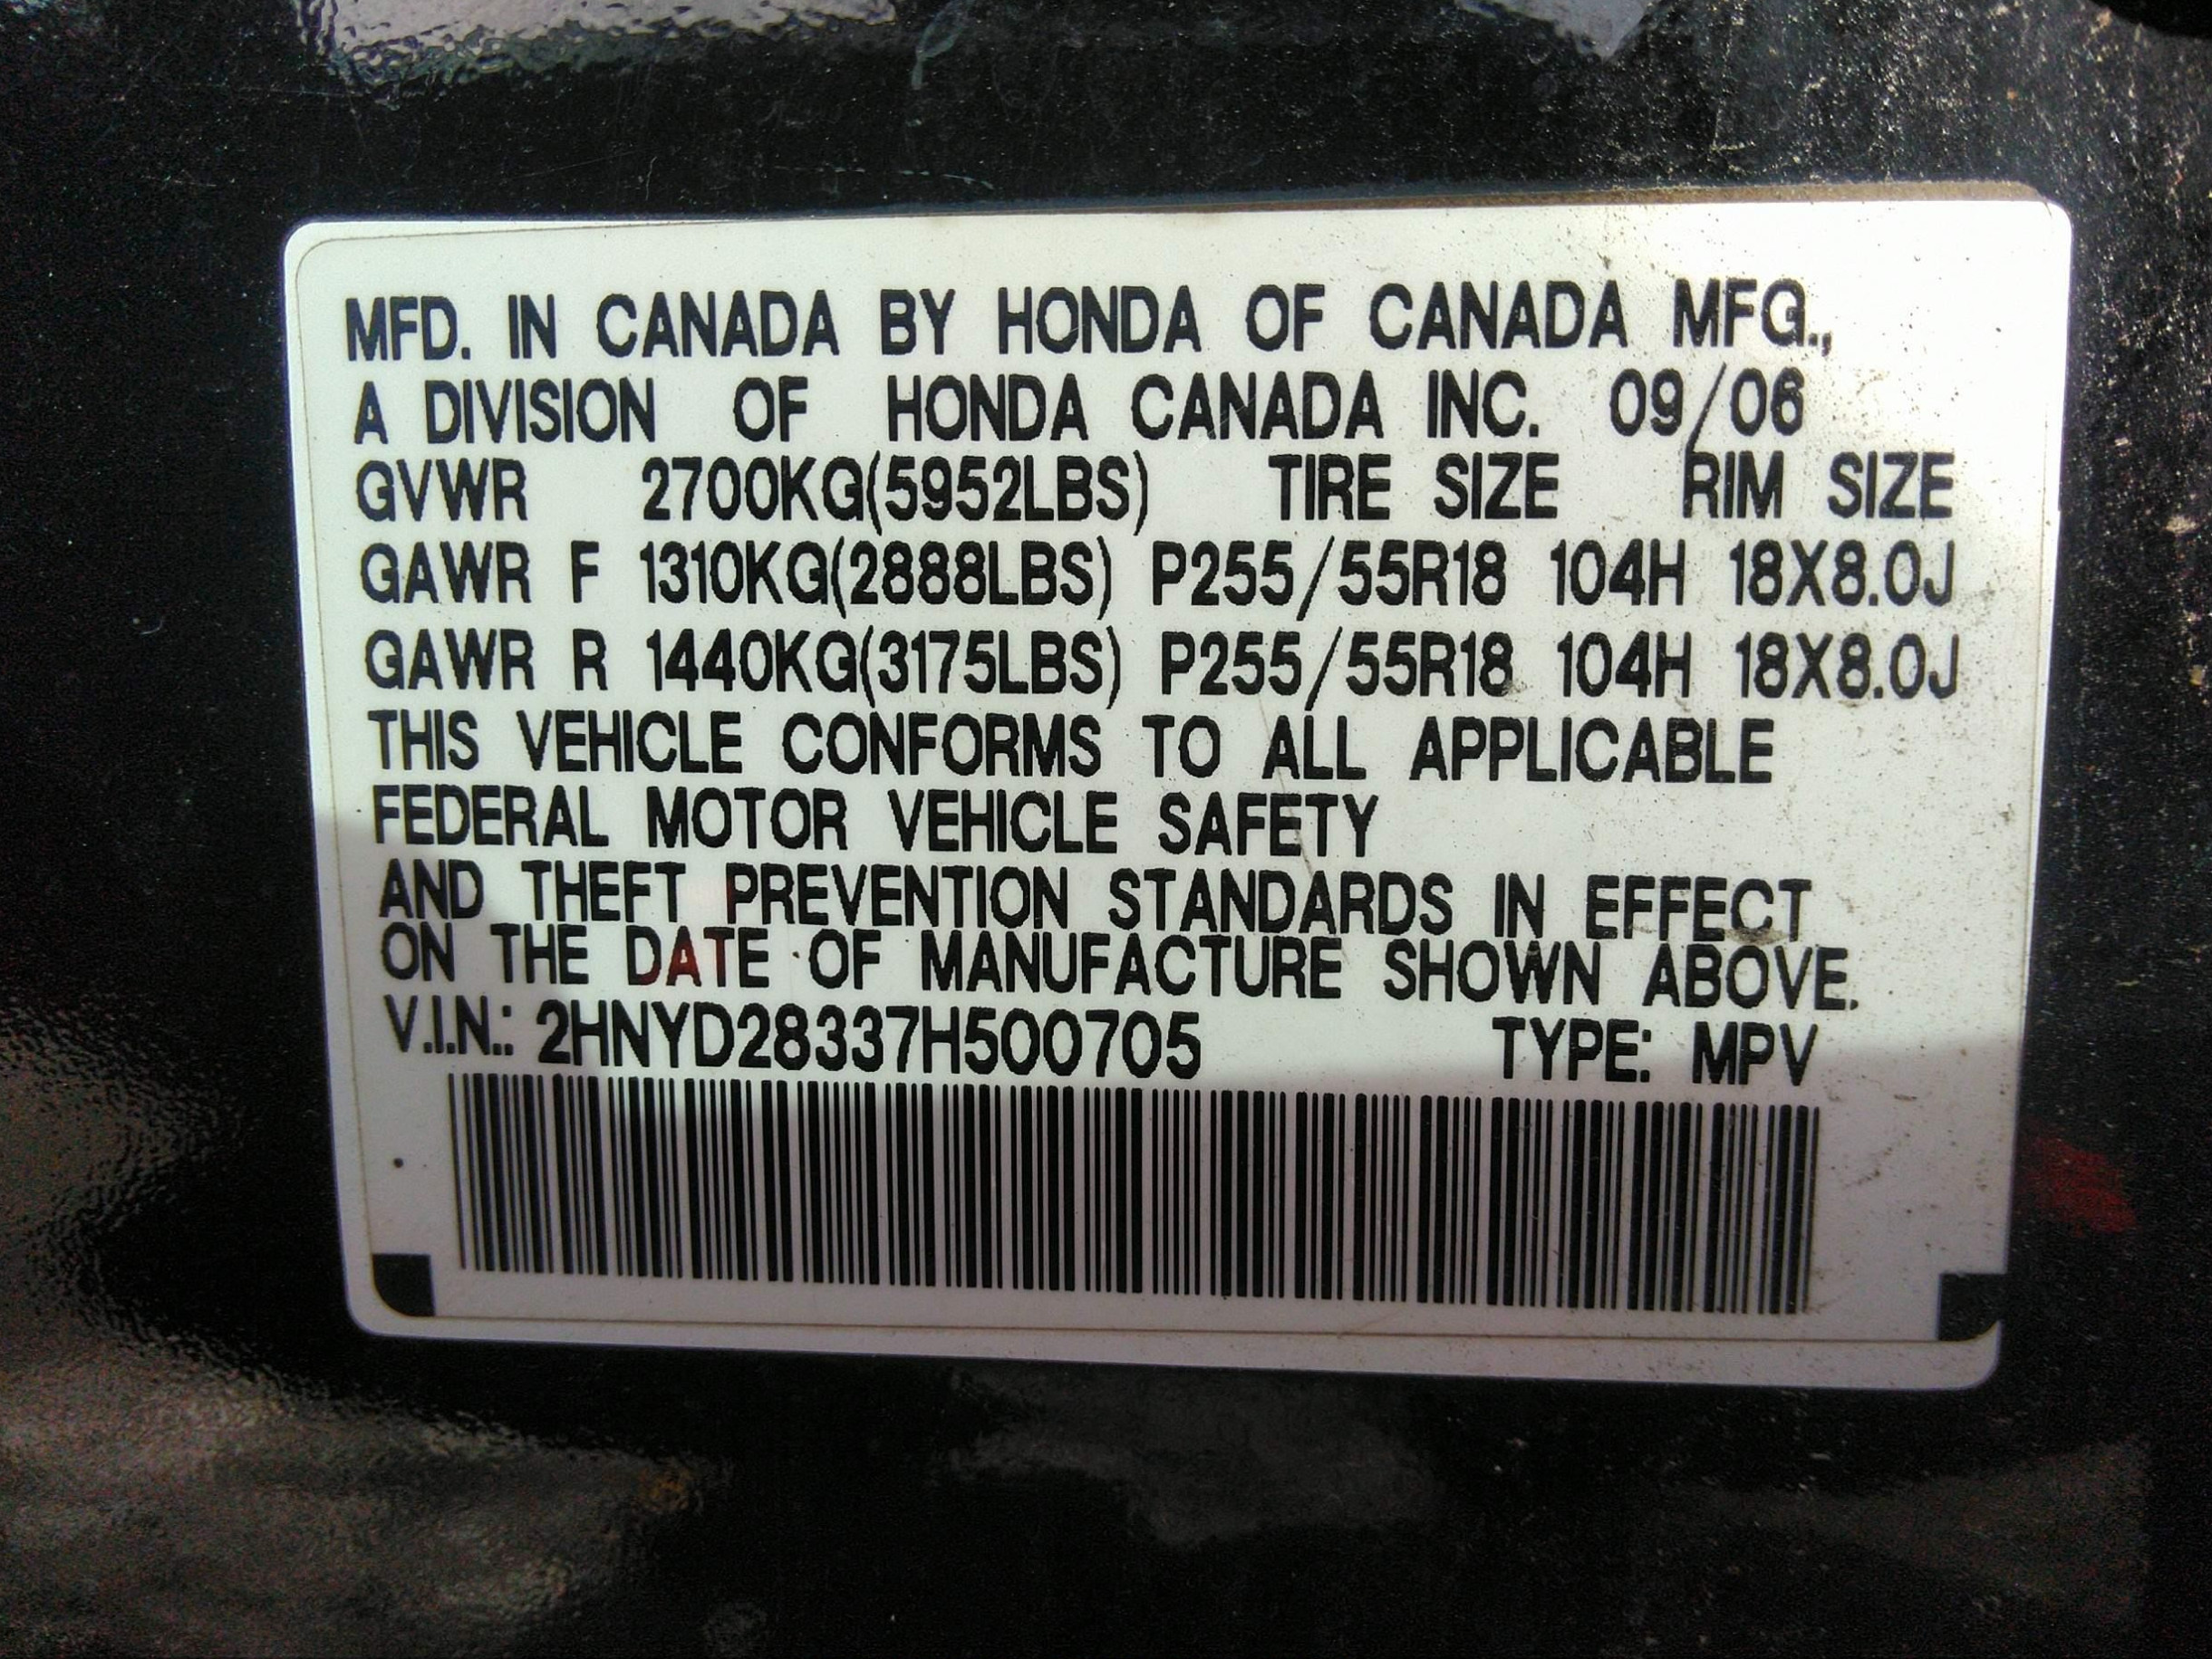 MFD. IN CANADA BY HONDA OF CANADA MFG.,
A DIVISION OF HONDA CANADA INC. 09/06
GVWR 2700KG(5952LBS) TIRE SIZE RIM SIZE
GAWR F 1310KG(2888LBS) P255/55R18 104H 18X8.0J
GAWR R 1440KG(3175LBS) P255/55R18 104H 18X8.0J
THIS VEHICLE CONFORMS TO ALL APPLICABLE
FEDERAL MOTOR VEHICLE SAFETY
AND THEFT PREVENTION STANDARDS IN EFFECT
ON THE DATE OF MANUFACTURE SHOWN ABOVE.
V.I.N.: 2HNYD28337H500705 TYPE: MPV